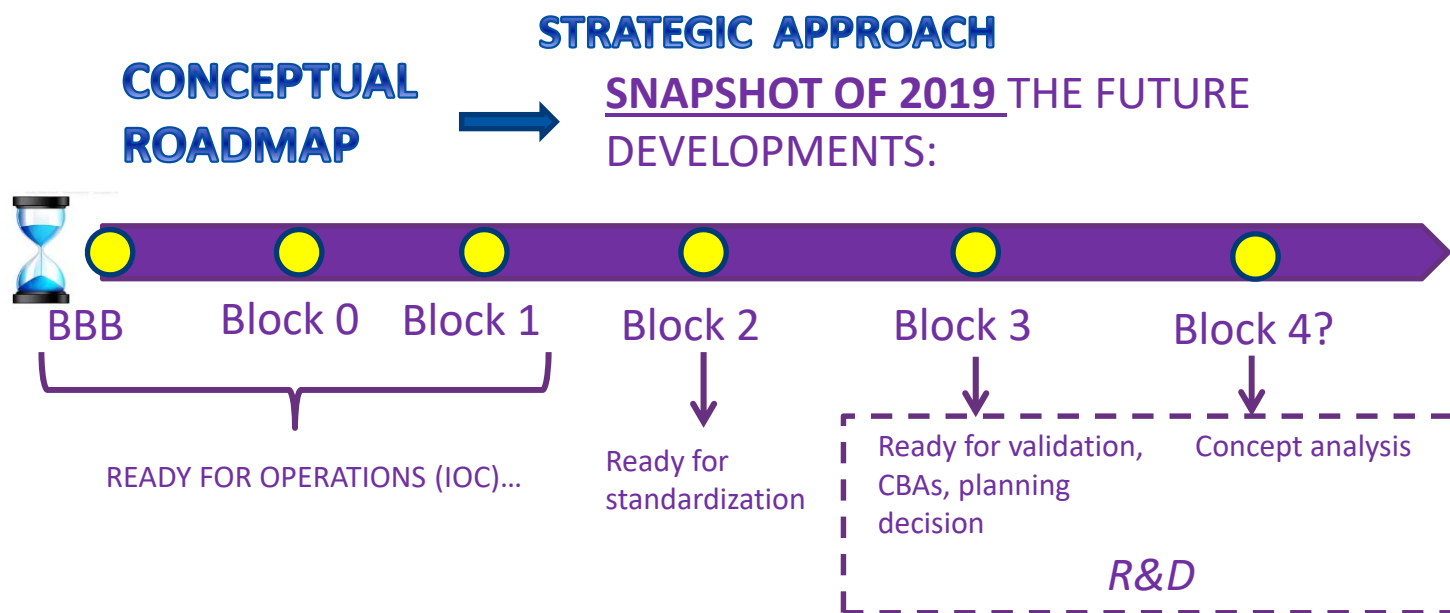 STRATEGIC APPROACH
CONCEPTUAL
ROADMAP
SNAPSHOT OF 2019 THE FUTURE
DEVELOPMENTS:
BBB
Block 0
Block 1
Block 2
Block 3
Block 4?
READY FOR OPERATIONS (IOC)…
Ready for
standardization
Ready for validation,
CBAs, planning
decision
Concept analysis
R&D